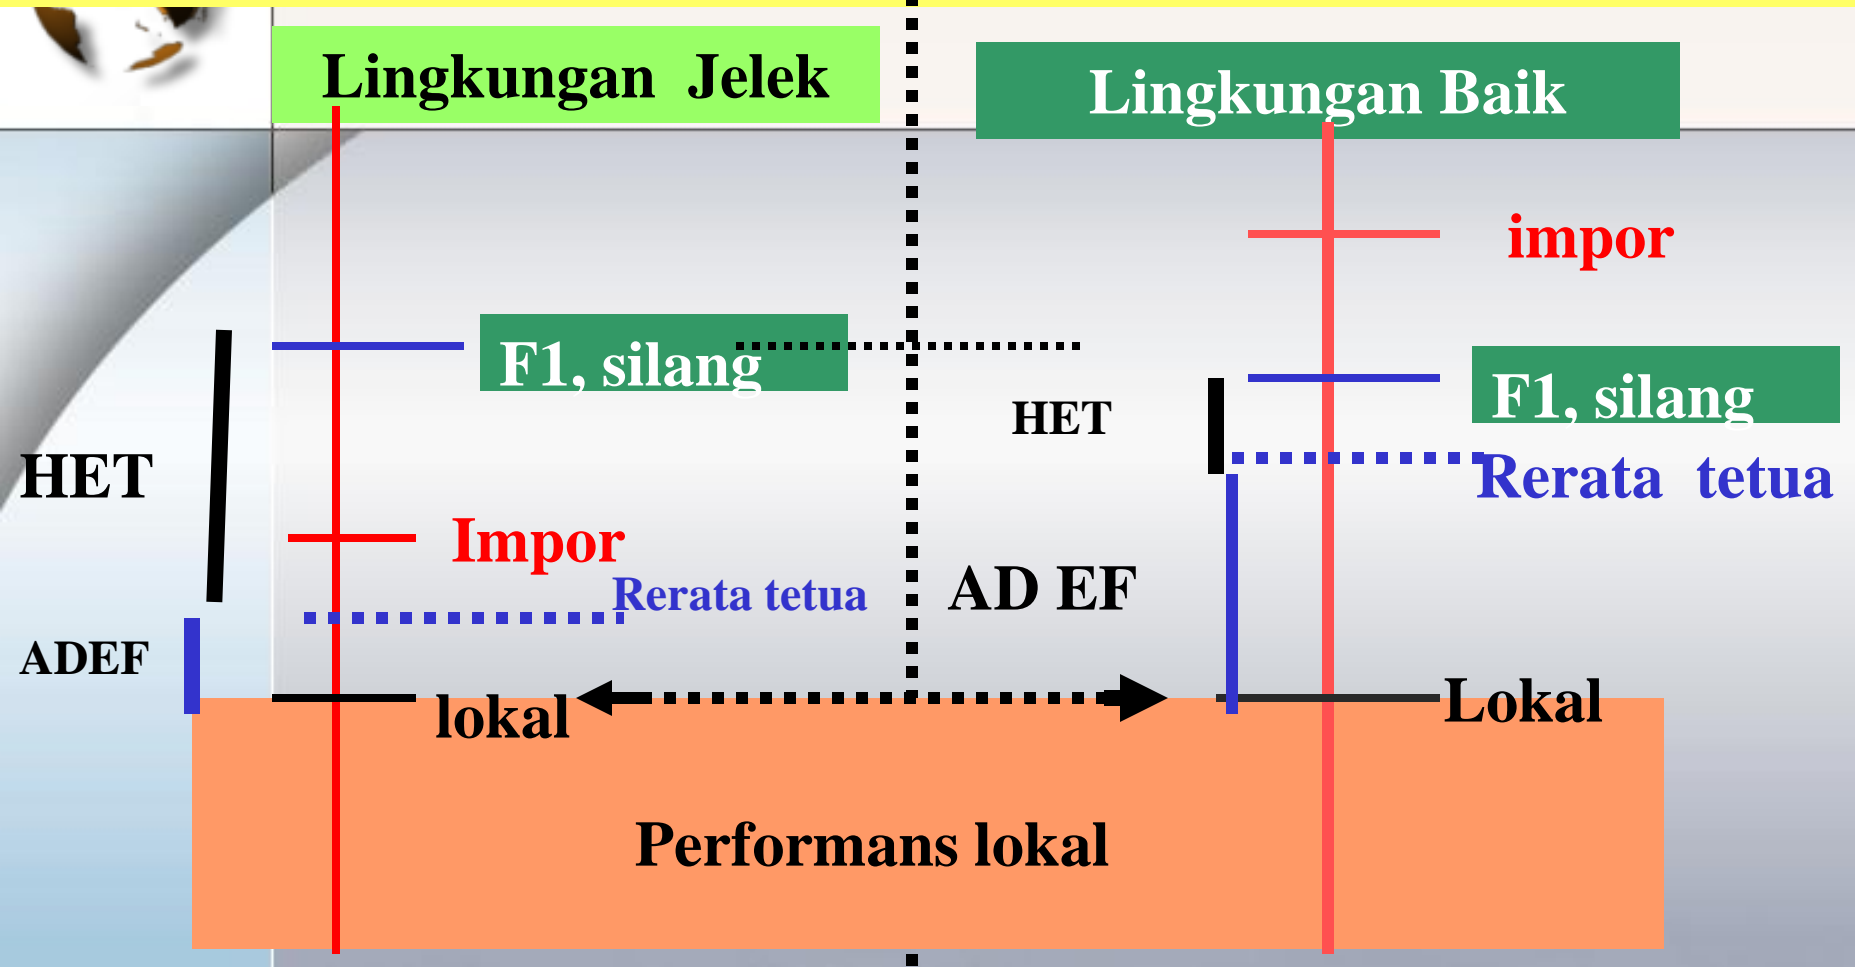 Lingkungan Jelek
Lingkungan Baik
impor
F1, silang
F1, silang
HET
HET
Rerata tetua
Impor
Rerata tetua
AD EF
ADEF
lokal
Lokal
Performans lokal